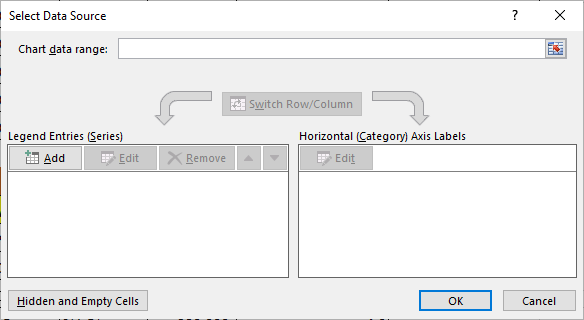 Select Data Source
Chart data range:
Switch Row/Column
Legend Entries (Series)
Horizontal (Category) Axis Labels
Add Edit Remove
Edit
Hidden and Empty Cells
OK Cancel